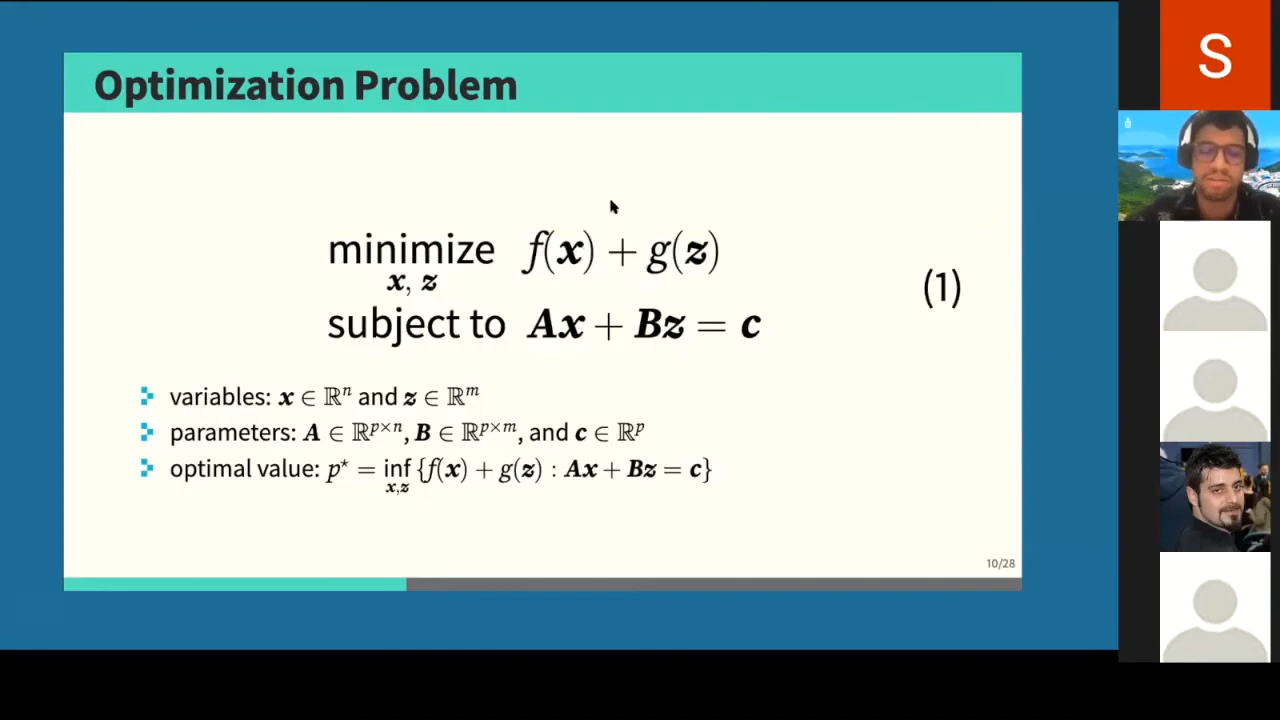 Optimization Problem
minimize f(x) + g(z)
x, z
(1)
subject to Ax + Bz = c
variables: x ∈ ℝⁿ and z ∈ ℝᵐ
parameters: A ∈ ℝᵖˣⁿ, B ∈ ℝᵖˣᵐ, and c ∈ ℝᵖ
optimal value: p⋆ = inf {f(x) + g(z) : Ax + Bz = c}
x,z
10/28
S